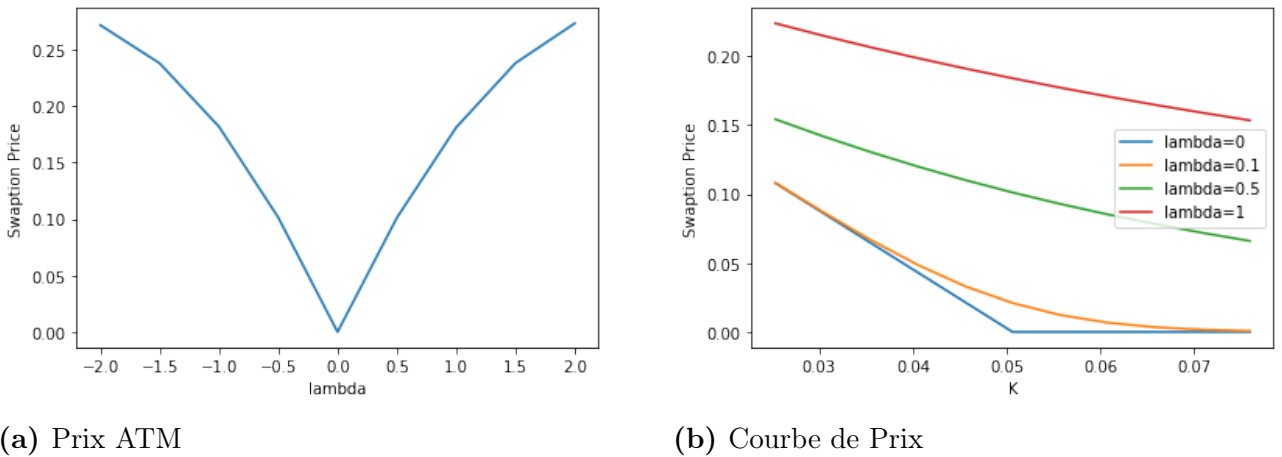 0.25
0.20
0.15
0.10
0.05
0.00
Swaption Price
−2.0 −1.5 −1.0 −0.5 0.0 0.5 1.0 1.5 2.0
lambda
(a) Prix ATM
0.20
0.15
0.10
0.05
0.00
Swaption Price
lambda=0
lambda=0.1
lambda=0.5
lambda=1
0.03 0.04 0.05 0.06 0.07
K
(b) Courbe de Prix